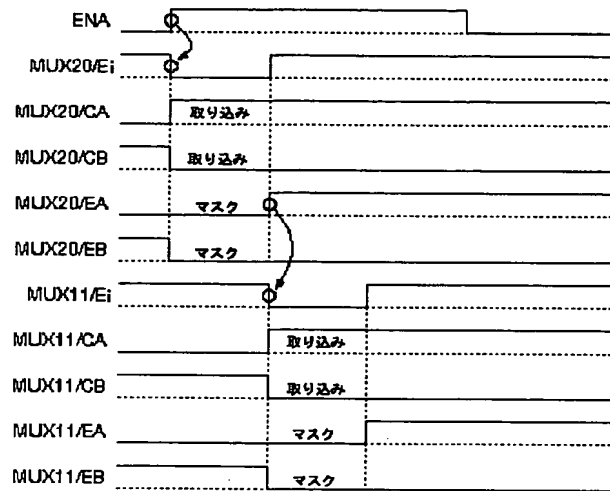 ENA
MUX20/Ei
MUX20/CA 取り込み
MUX20/CB 取り込み
MUX20/EA マスク
MUX20/EB マスク
MUX11/Ei
MUX11/CA 取り込み
MUX11/CB 取り込み
MUX11/EA マスク
MUX11/EB マスク